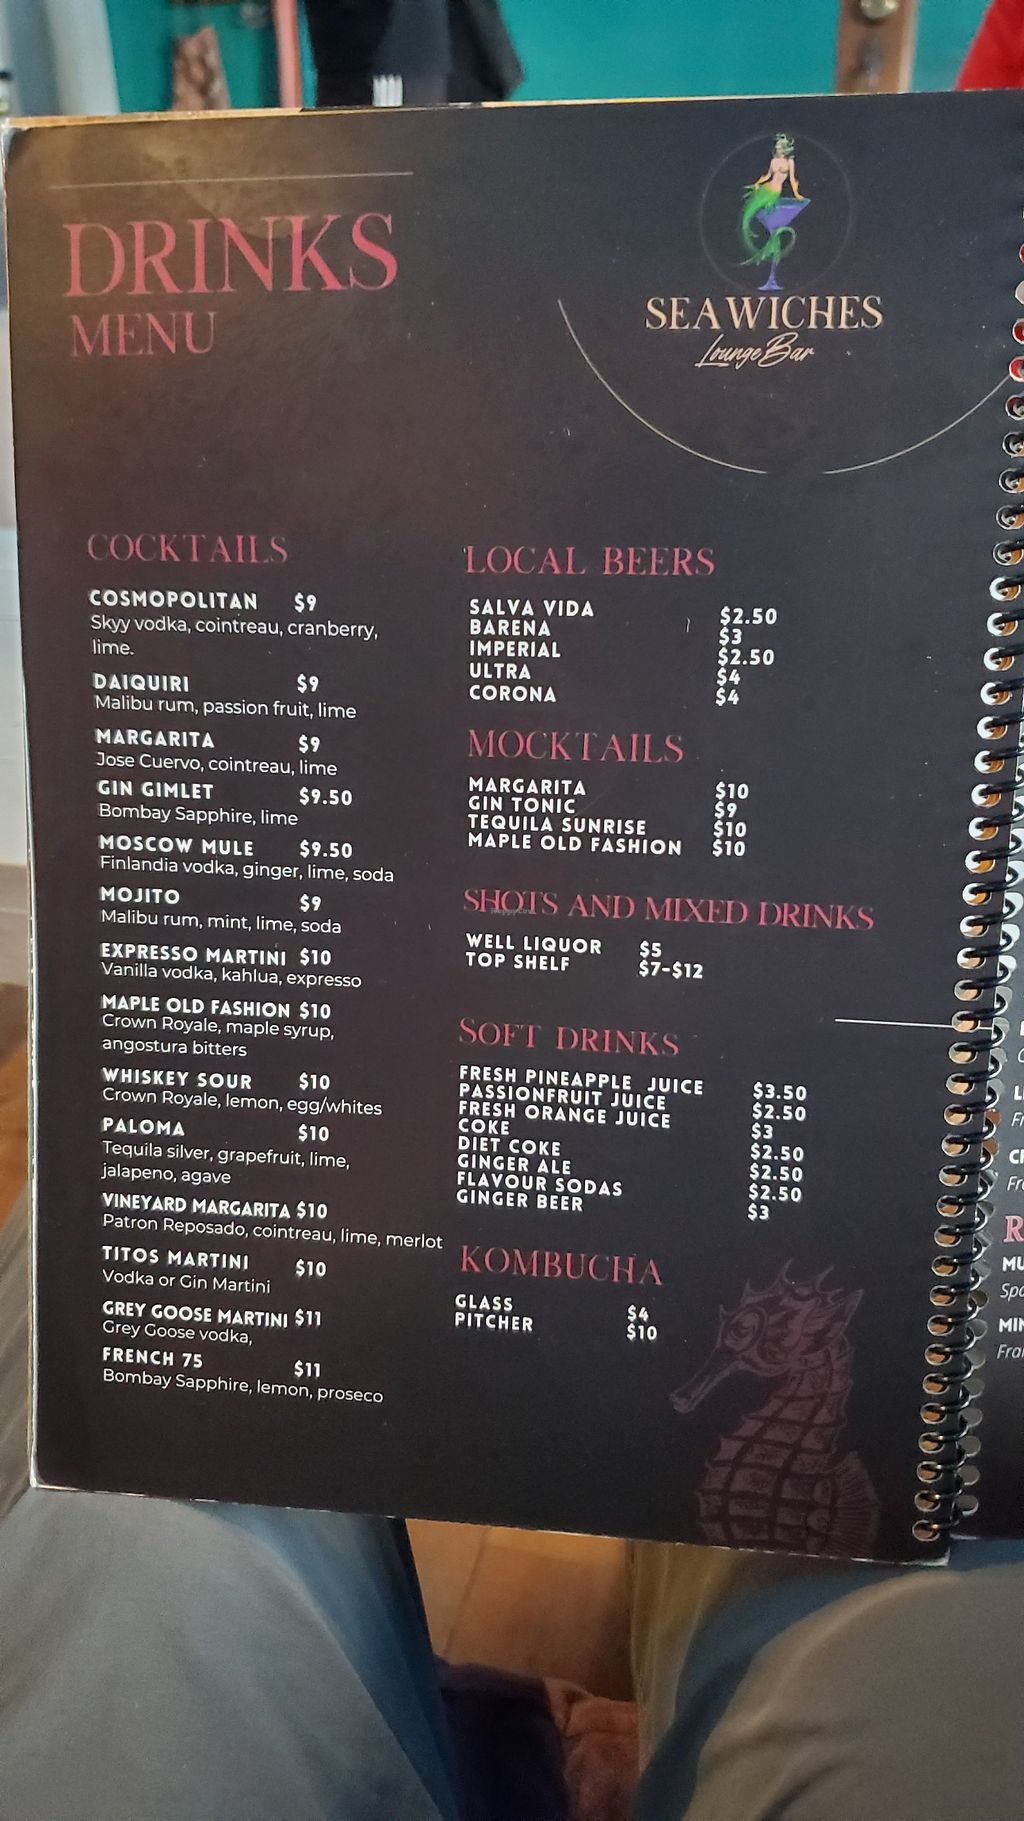 DRINKS
MENU
SEAWICHES
Lounge Bar
COCKTAILS
COSMOPOLITAN $9
Skyy vodka, cointreau, cranberry,
lime.
DAIQUIRI $9
Malibu rum, passion fruit, lime
MARGARITA $9
Jose Cuervo, cointreau, lime
GIN GIMLET $9.50
Bombay Sapphire, lime
MOSCOW MULE $9.50
Finlandia vodka, ginger, lime, soda
MOJITO $9
Malibu rum, mint, lime, soda
EXPRESSO MARTINI $10
Vanilla vodka, kahlua, expresso
MAPLE OLD FASHION $10
Crown Royale, maple syrup,
angostura bitters
WHISKEY SOUR $10
Crown Royale, lemon, egg/whites
PALOMA $10
Tequila silver, grapefruit, lime,
jalapeno, agave
VINEYARD MARGARITA $10
Patron Reposado, cointreau, lime, merlot
TITOS MARTINI $10
Vodka or Gin Martini
GREY GOOSE MARTINI $11
Grey Goose vodka,
FRENCH 75 $11
Bombay Sapphire, lemon, proseco
LOCAL BEERS
SALVA VIDA $2.50
BARENA $3
IMPERIAL $2.50
ULTRA $4
CORONA $4
MOCKTAILS
MARGARITA $10
GIN TONIC $9
TEQUILA SUNRISE $10
MAPLE OLD FASHION $10
SHOTS AND MIXED DRINKS
WELL LIQUOR $5
TOP SHELF $7-$12
SOFT DRINKS
FRESH PINEAPPLE JUICE $3.50
PASSIONFRUIT JUICE $2.50
FRESH ORANGE JUICE $3
COKE $2.50
DIET COKE $2.50
GINGER ALE $2.50
FLAVOUR SODAS $3
GINGER BEER
KOMBUCHA
GLASS $4
PITCHER $10